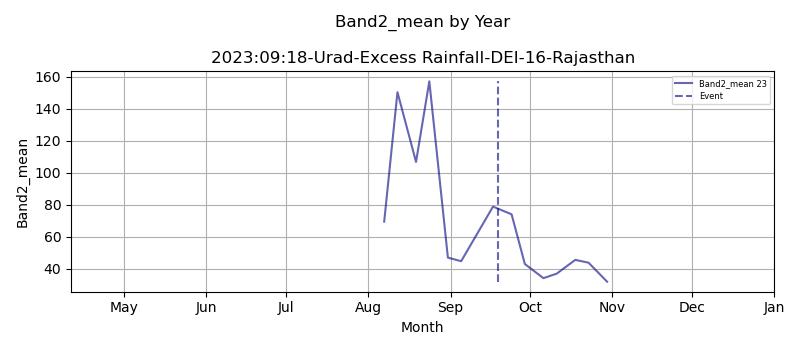 Band2_mean by Year
2023:09:18-Urad-Excess Rainfall-DEI-16-Rajasthan
160
140
120
100
80
60
40
Band2_mean
Band2_mean 23
Event
May Jun Jul Aug Sep Oct Nov Dec Jan
Month